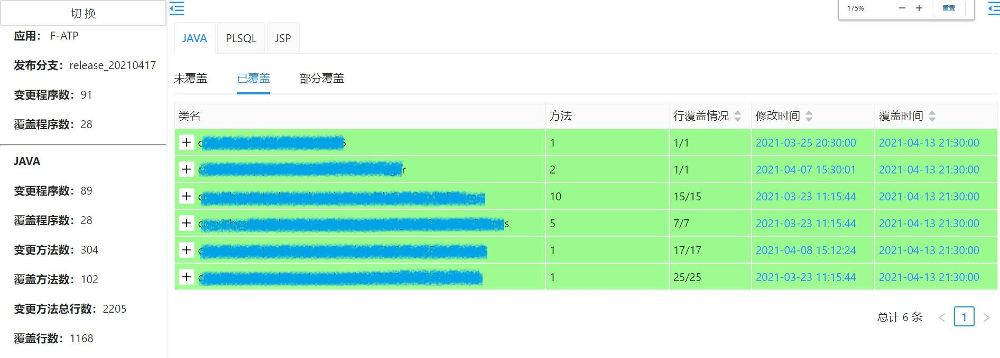 切 换
应用： F-ATP
发布分支：release_20210417
变更程序数：91
覆盖程序数：28
JAVA
变更程序数：89
覆盖程序数：28
变更方法数：304
覆盖方法数：102
变更方法总行数：2205
覆盖行数：1168
175% − + 重置
JAVA PLSQL JSP
未覆盖 已覆盖 部分覆盖
类名 方法 行覆盖情况 修改时间 覆盖时间
1 1/1 2021-03-25 20:30:00 2021-04-13 21:30:00
2 1/1 2021-04-07 15:30:01 2021-04-13 21:30:00
10 15/15 2021-03-23 11:15:44 2021-04-13 21:30:00
5 7/7 2021-03-23 11:15:44 2021-04-13 21:30:00
1 17/17 2021-04-08 15:12:24 2021-04-13 21:30:00
1 25/25 2021-03-23 11:15:44 2021-04-13 21:30:00
总计 6 条 < 1 >